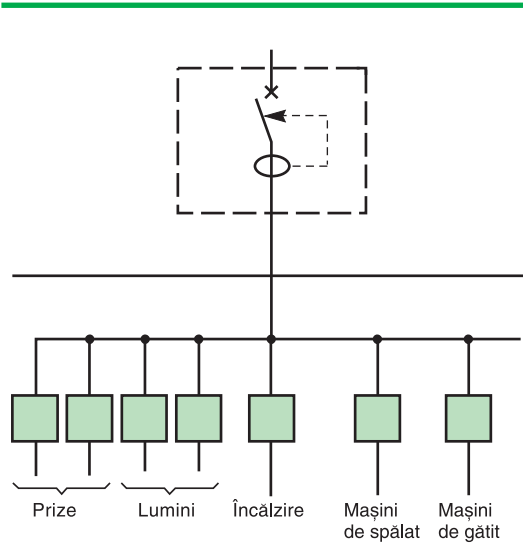 Prize
Lumini
Încălzire
Mașini
de spălat
Mașini
de gătit